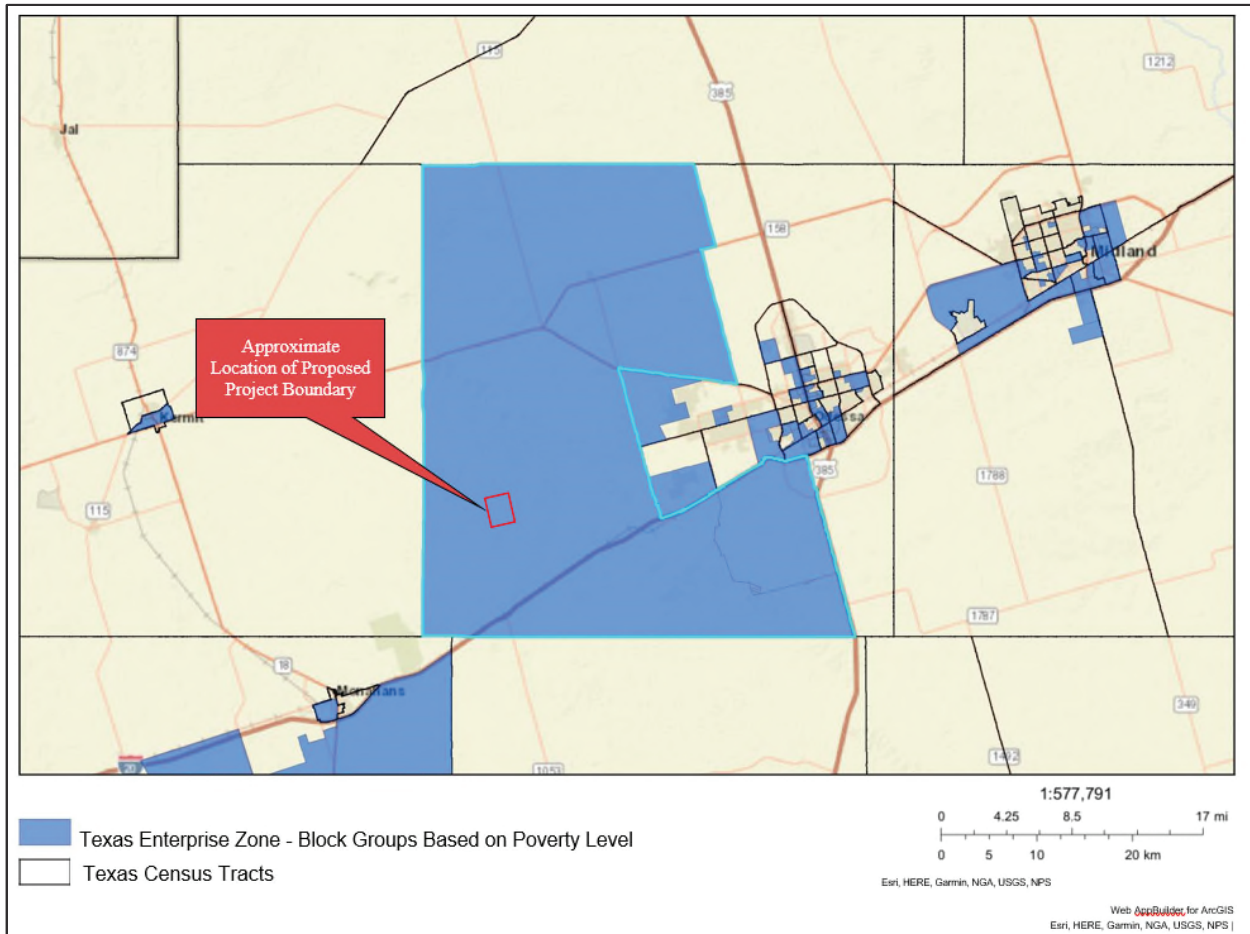 115
385
1212
Jal
158
Midland
Approximate
Location of Proposed
Project Boundary
874
Kermit
Odessa
385
115
1788
1787
18
Monahans
349
20
1053
1492
1:577,791
0 4.25 8.5 17 mi
0 5 10 20 km
Texas Enterprise Zone - Block Groups Based on Poverty Level
Texas Census Tracts
Esri, HERE, Garmin, NGA, USGS, NPS
Web AppBuilder for ArcGIS
Esri, HERE, Garmin, NGA, USGS, NPS |